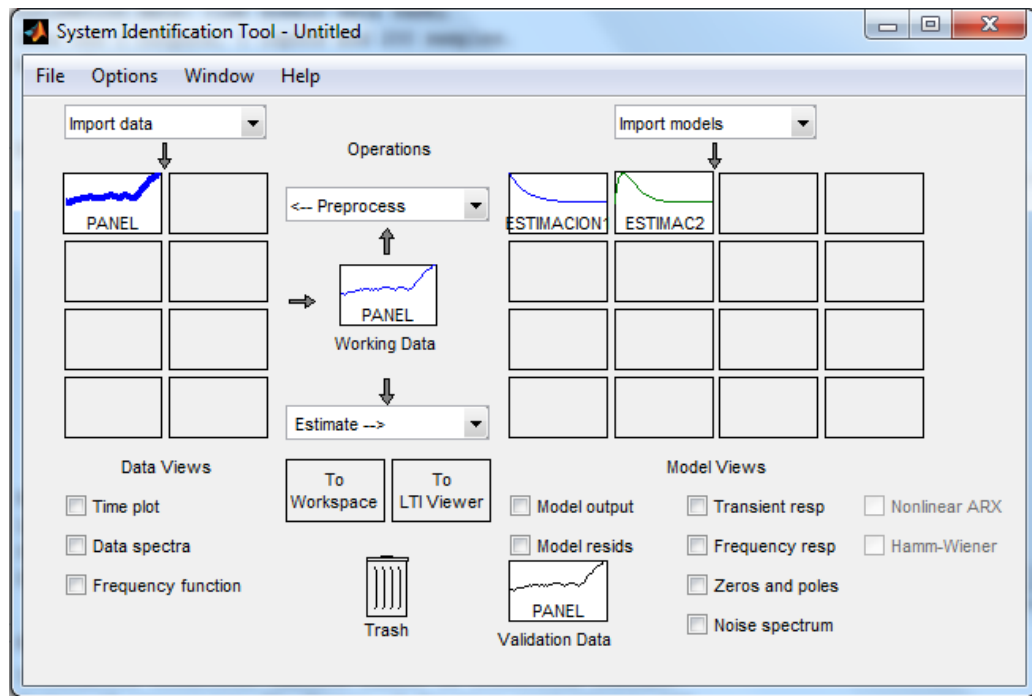 System Identification Tool - Untitled
File Options Window Help
Import data
Import models
Operations
<-- Preprocess
PANEL
ESTIMACION1
ESTIMAC2
PANEL
Working Data
Estimate -->
Data Views
To Workspace
To LTI Viewer
Model Views
Time plot
Data spectra
Frequency function
Model output
Model resids
Transient resp
Frequency resp
Zeros and poles
Noise spectrum
Nonlinear ARX
Hamm-Wiener
Trash
PANEL
Validation Data